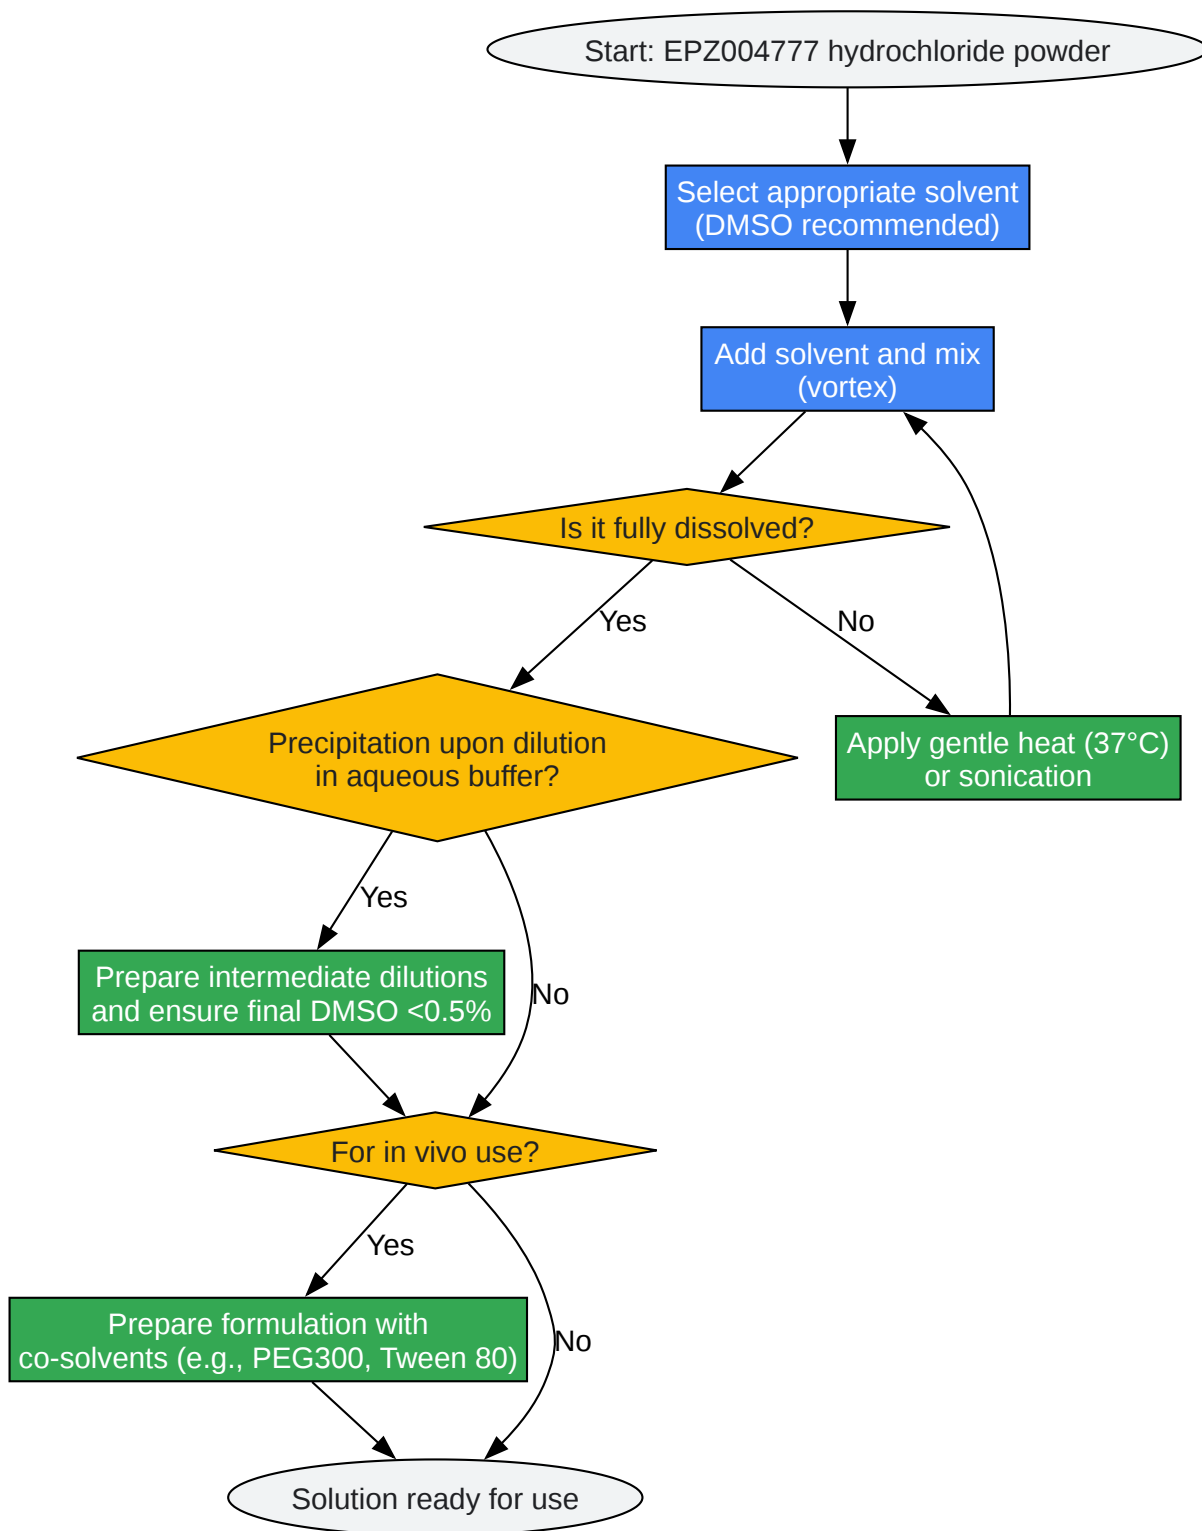 Start: EPZ004777 hydrochloride powder
Select appropriate solvent
(DMSO recommended)
Add solvent and mix
(vortex)
Is it fully dissolved?
Yes
No
Precipitation upon dilution
in aqueous buffer?
Apply gentle heat (37°C)
or sonication
Yes
Prepare intermediate dilutions
and ensure final DMSO <0.5%
No
For in vivo use?
Yes
Prepare formulation with
co-solvents (e.g., PEG300, Tween 80)
No
Solution ready for use